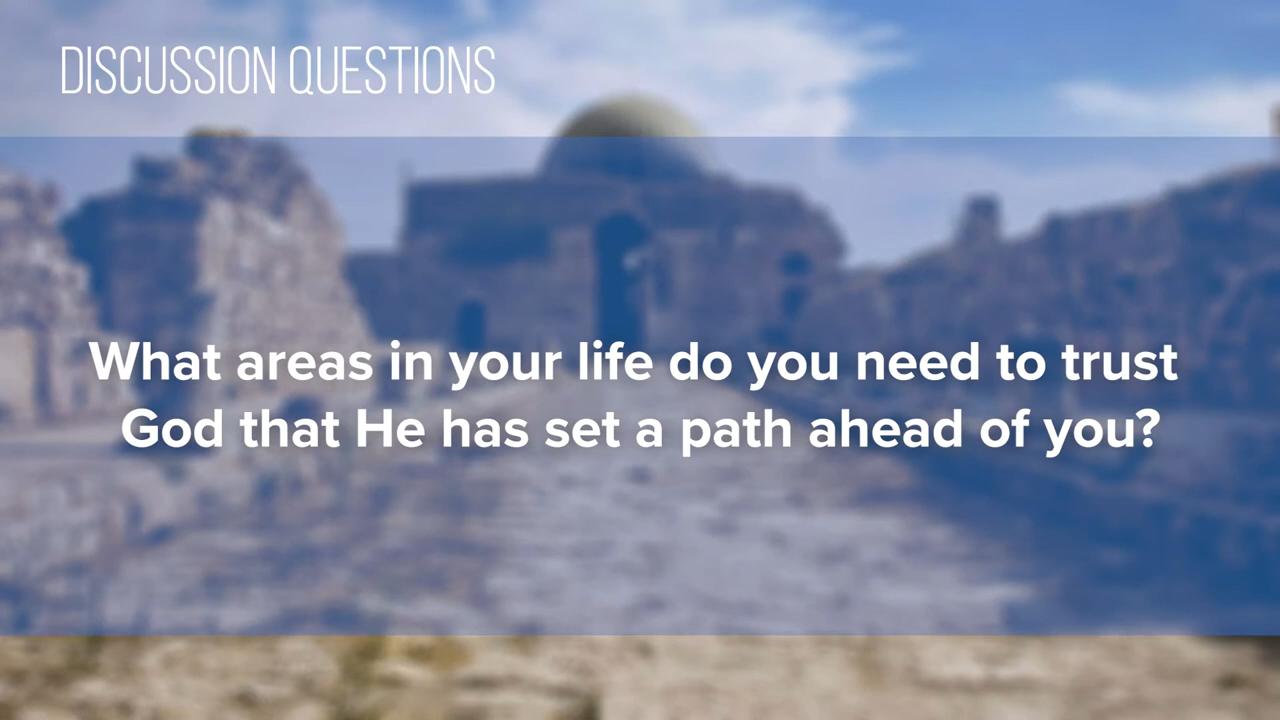 DISCUSSION QUESTIONS
What areas in your life do you need to trust
God that He has set a path ahead of you?